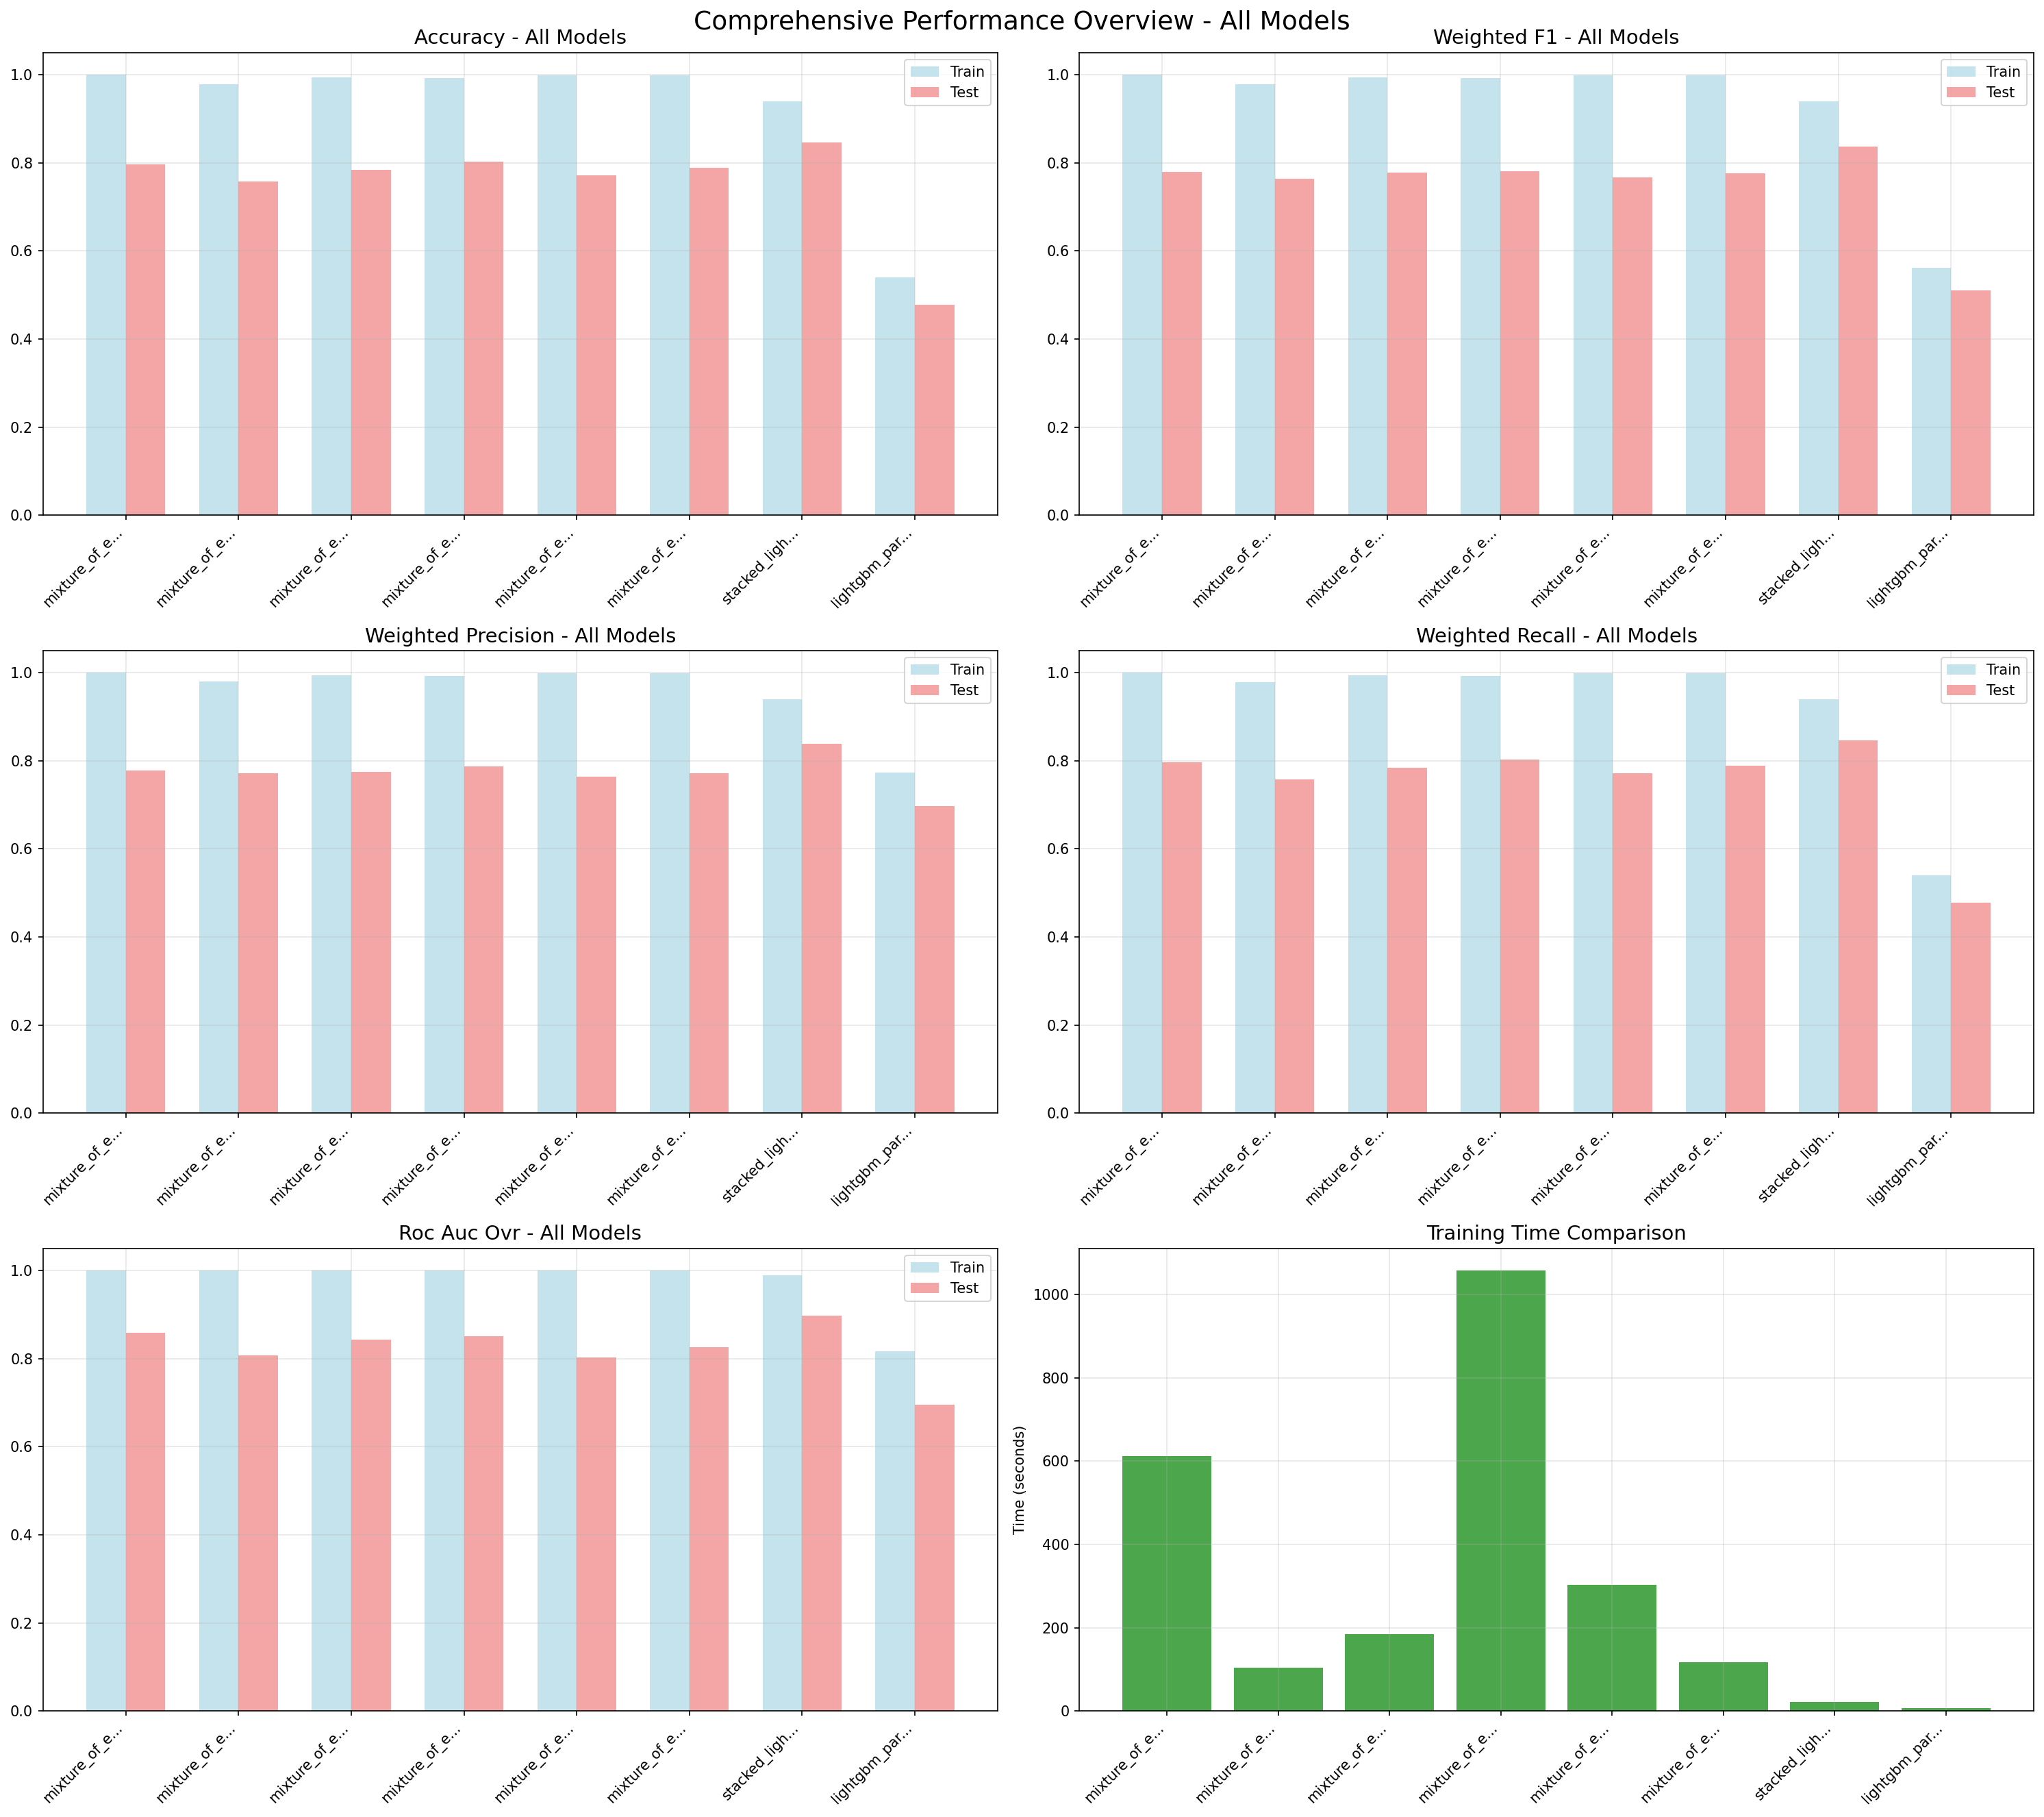 Comprehensive Performance Overview - All Models
Accuracy - All Models
1.0
0.8
0.6
0.4
0.2
0.0
Train
Test
mixture_of_e...
mixture_of_e...
mixture_of_e...
mixture_of_e...
mixture_of_e...
mixture_of_e...
stacked_ligh...
lightgbm_par...
Weighted F1 - All Models
1.0
0.8
0.6
0.4
0.2
0.0
Train
Test
mixture_of_e...
mixture_of_e...
mixture_of_e...
mixture_of_e...
mixture_of_e...
mixture_of_e...
stacked_ligh...
lightgbm_par...
Weighted Precision - All Models
1.0
0.8
0.6
0.4
0.2
0.0
Train
Test
mixture_of_e...
mixture_of_e...
mixture_of_e...
mixture_of_e...
mixture_of_e...
mixture_of_e...
stacked_ligh...
lightgbm_par...
Weighted Recall - All Models
1.0
0.8
0.6
0.4
0.2
0.0
Train
Test
mixture_of_e...
mixture_of_e...
mixture_of_e...
mixture_of_e...
mixture_of_e...
mixture_of_e...
stacked_ligh...
lightgbm_par...
Roc Auc Ovr - All Models
1.0
0.8
0.6
0.4
0.2
0.0
Train
Test
mixture_of_e...
mixture_of_e...
mixture_of_e...
mixture_of_e...
mixture_of_e...
mixture_of_e...
stacked_ligh...
lightgbm_par...
Training Time Comparison
Time (seconds)
1000
800
600
400
200
0
mixture_of_e...
mixture_of_e...
mixture_of_e...
mixture_of_e...
mixture_of_e...
mixture_of_e...
stacked_ligh...
lightgbm_par...